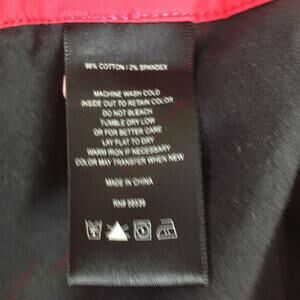 98% COTTON / 2% SPANDEX
MACHINE WASH COLD
INSIDE OUT TO RETAIN COLOR
DO NOT BLEACH
TUMBLE DRY LOW
OR FOR BETTER CARE
LAY FLAT TO DRY
WARM IRON IF NECESSARY
COLOR MAY TRANSFER WHEN NEW
MADE IN CHINA
RN#